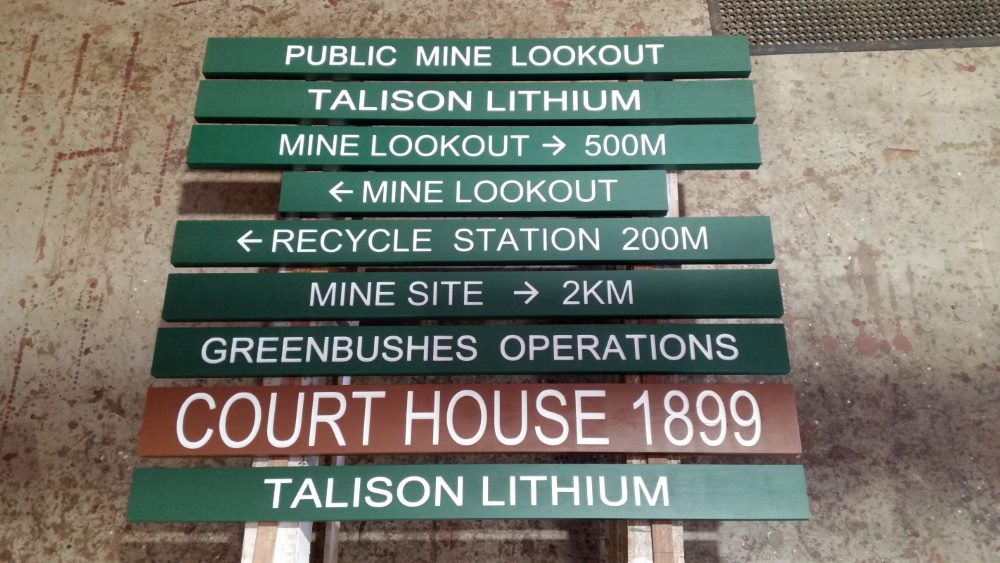 PUBLIC MINE LOOKOUT
TALISON LITHIUM
MINE LOOKOUT → 500M
← MINE LOOKOUT
← RECYCLE STATION 200M
MINE SITE → 2KM
GREENBUSHES OPERATIONS
COURT HOUSE 1899
TALISON LITHIUM